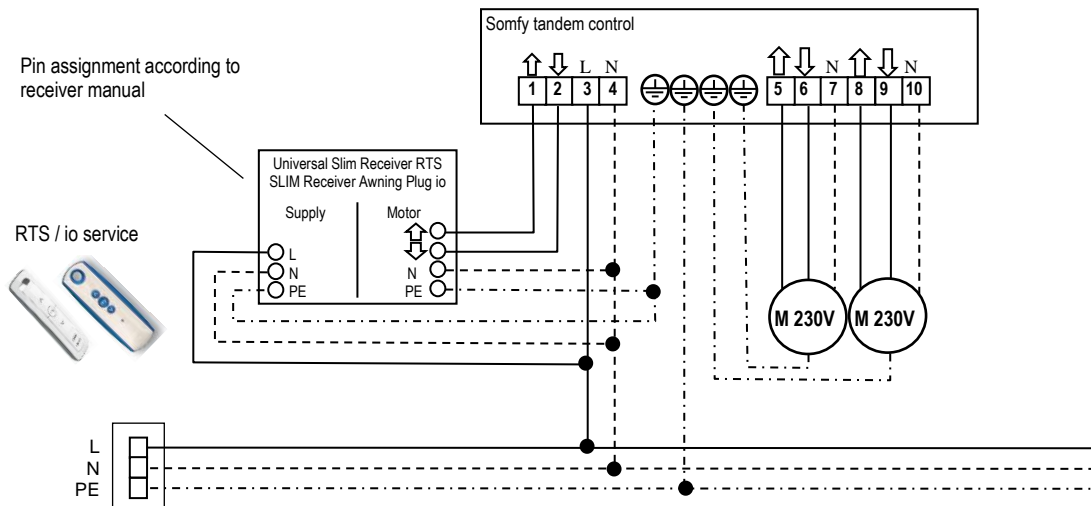 Somfy tandem control
L N N N
1 2 3 4 5 6 7 8 9 10
Pin assignment according to
receiver manual
Universal Slim Receiver RTS
SLIM Receiver Awning Plug io
Supply Motor
RTS / io service
L
N N
PE PE
M 230V M 230V
L
N
PE